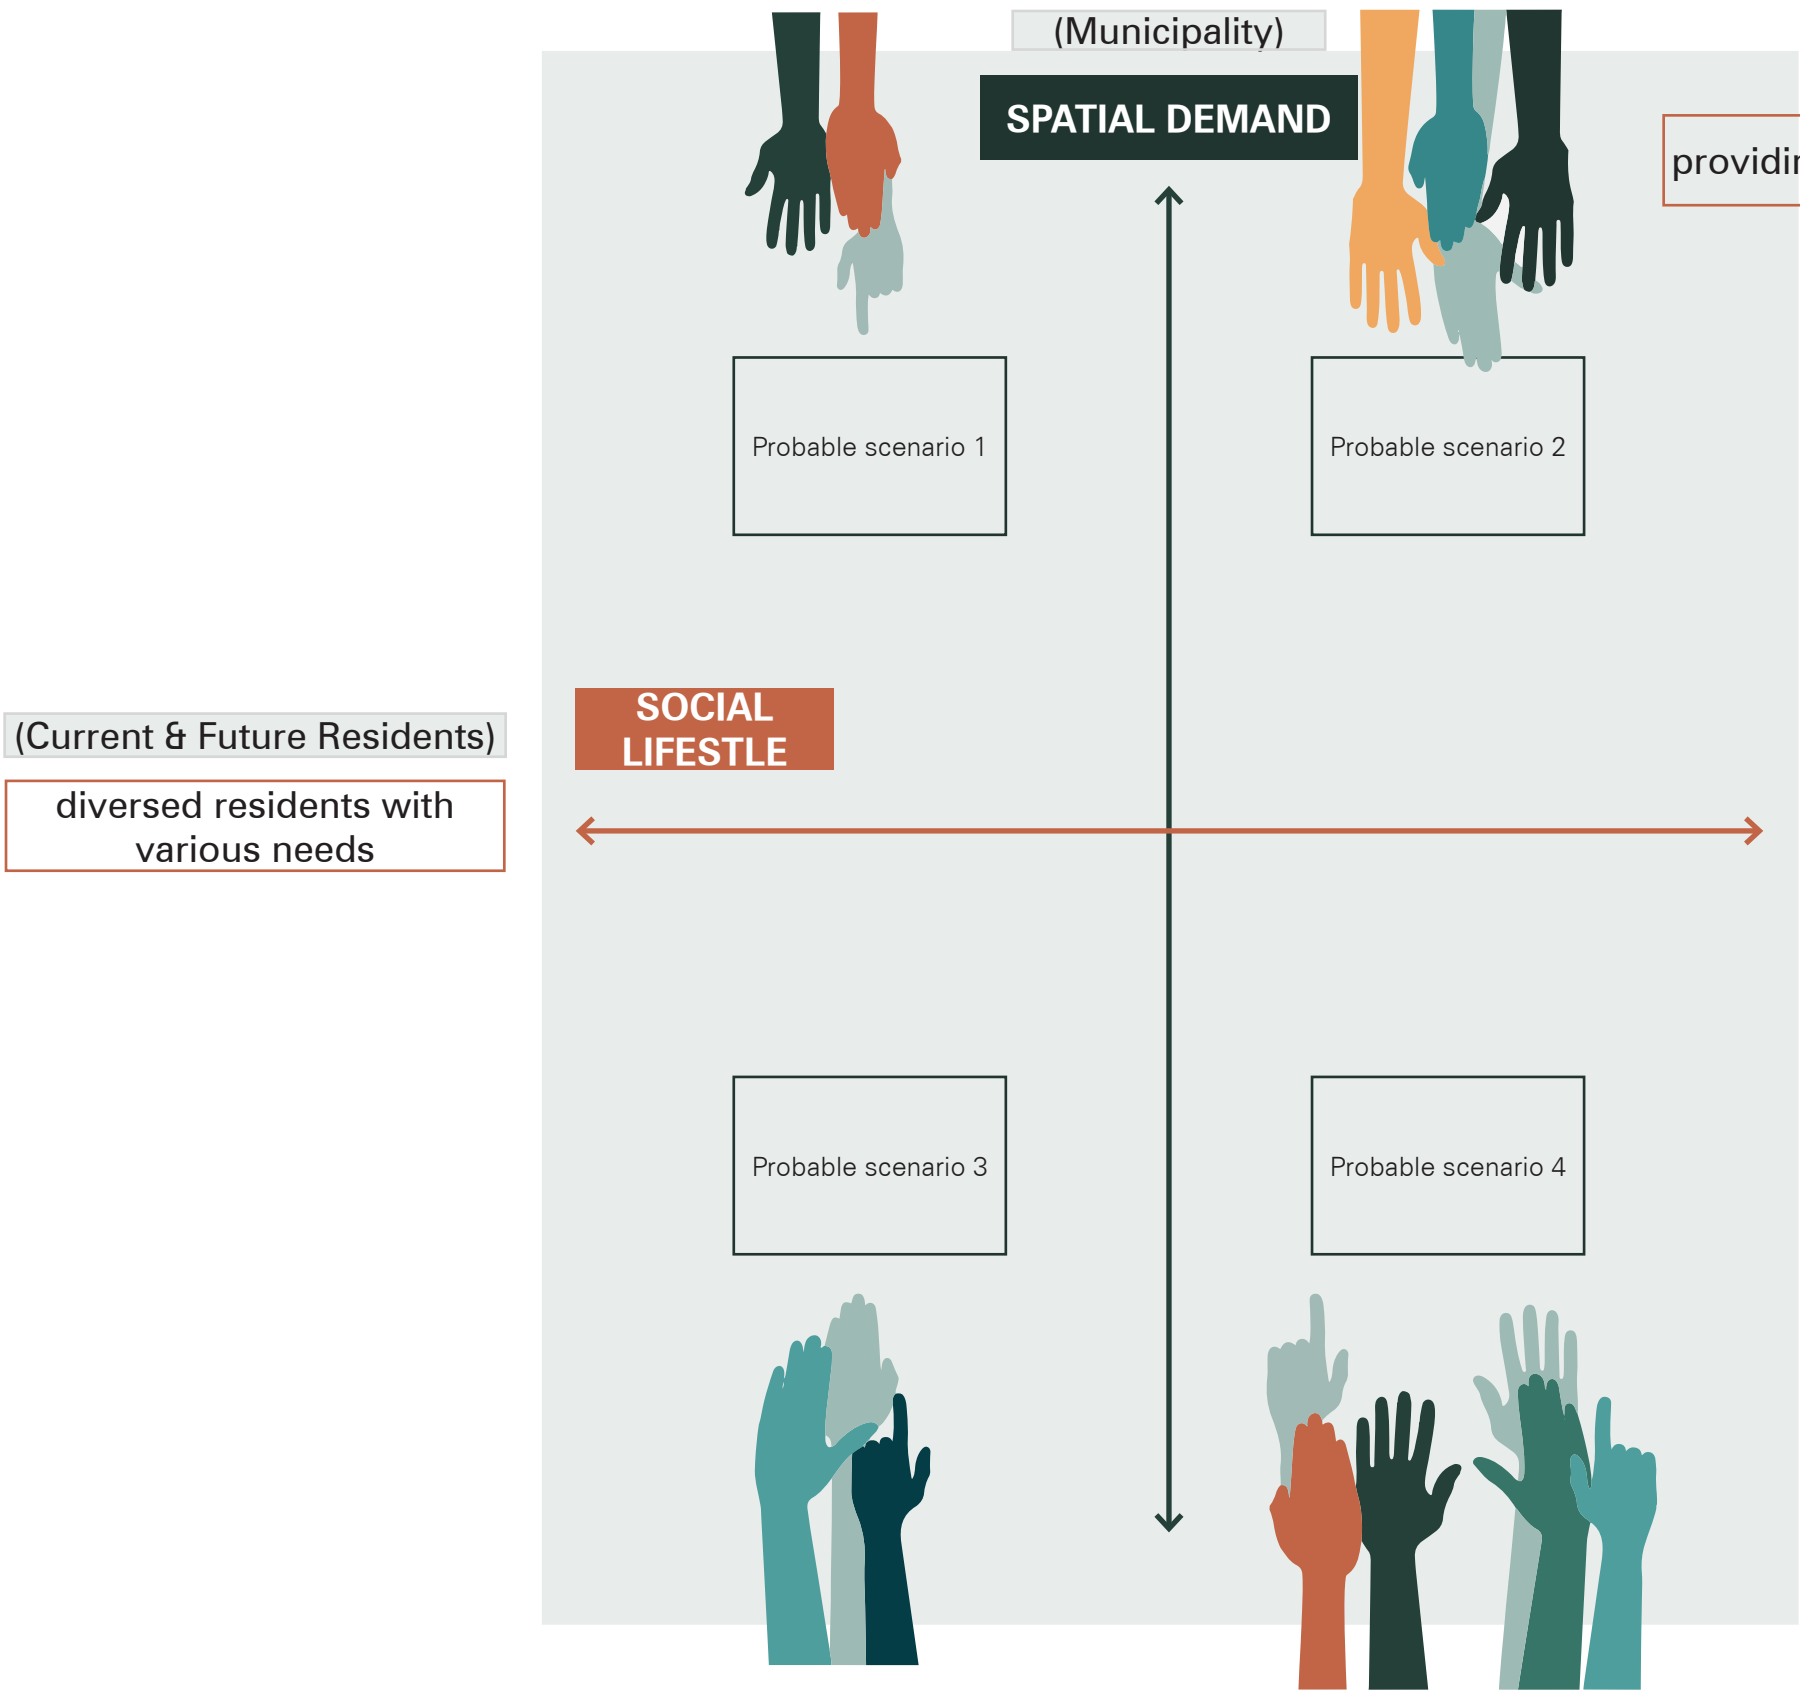 (Municipality)
SPATIAL DEMAND
Probable scenario 1
Probable scenario 2
SOCIAL
LIFESTLE
(Current & Future Residents)
diversed residents with
various needs
Probable scenario 3
Probable scenario 4